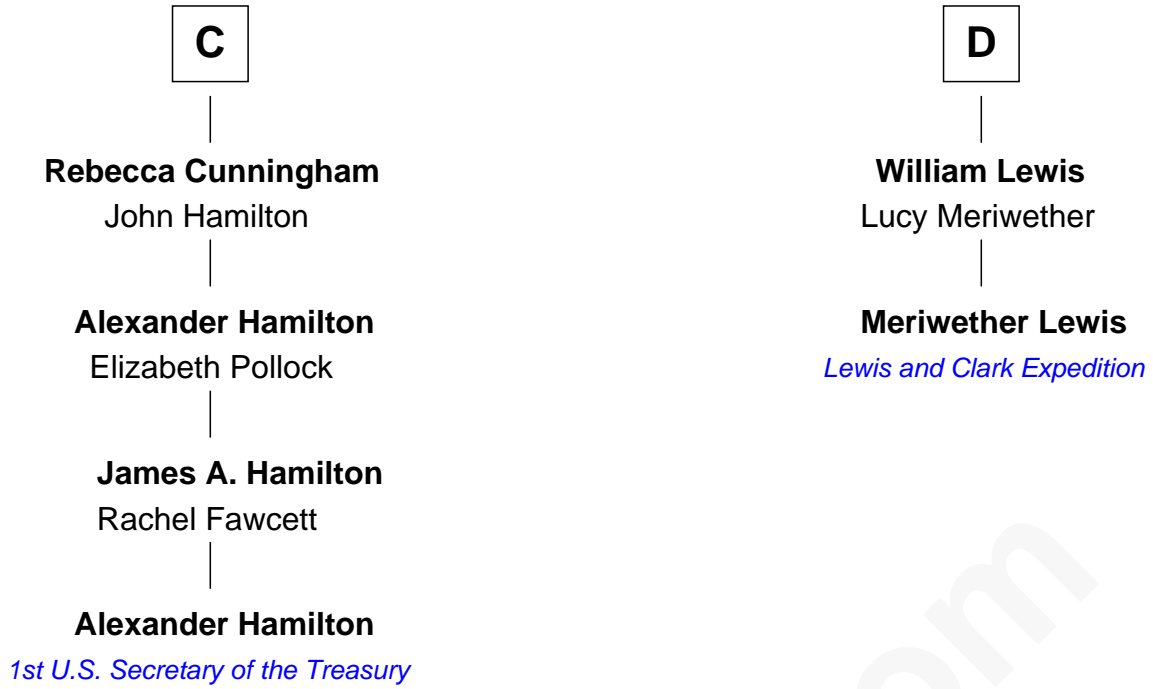 C
Rebecca Cunningham
John Hamilton
Alexander Hamilton
Elizabeth Pollock
James A. Hamilton
Rachel Fawcett
Alexander Hamilton
1st U.S. Secretary of the Treasury
D
William Lewis
Lucy Meriwether
Meriwether Lewis
Lewis and Clark Expedition
om